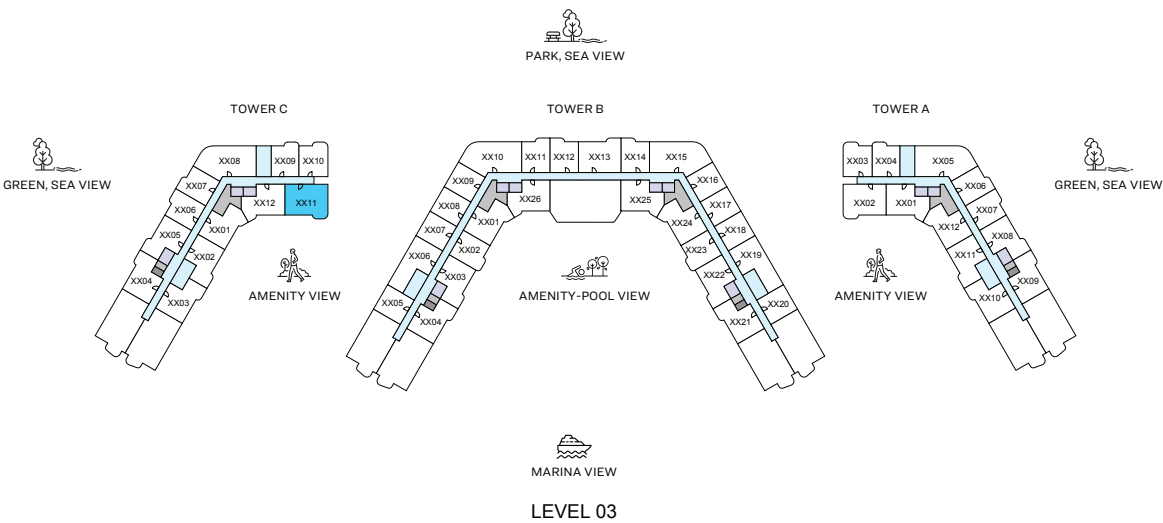 PARK, SEA VIEW
TOWER C
TOWER B
TOWER A
GREEN, SEA VIEW
GREEN, SEA VIEW
XX08
XX09
XX10
XX07
XX12
XX11
XX06
XX01
XX05
XX02
XX04
XX03
XX10
XX11
XX12
XX13
XX14
XX15
XX09
XX26
XX25
XX16
XX08
XX01
XX24
XX17
XX07
XX02
XX23
XX18
XX06
XX03
XX22
XX19
XX05
XX04
XX21
XX20
XX03
XX04
XX05
XX02
XX01
XX06
XX12
XX07
XX11
XX08
XX10
XX09
AMENITY VIEW
AMENITY-POOL VIEW
AMENITY VIEW
MARINA VIEW
LEVEL 03